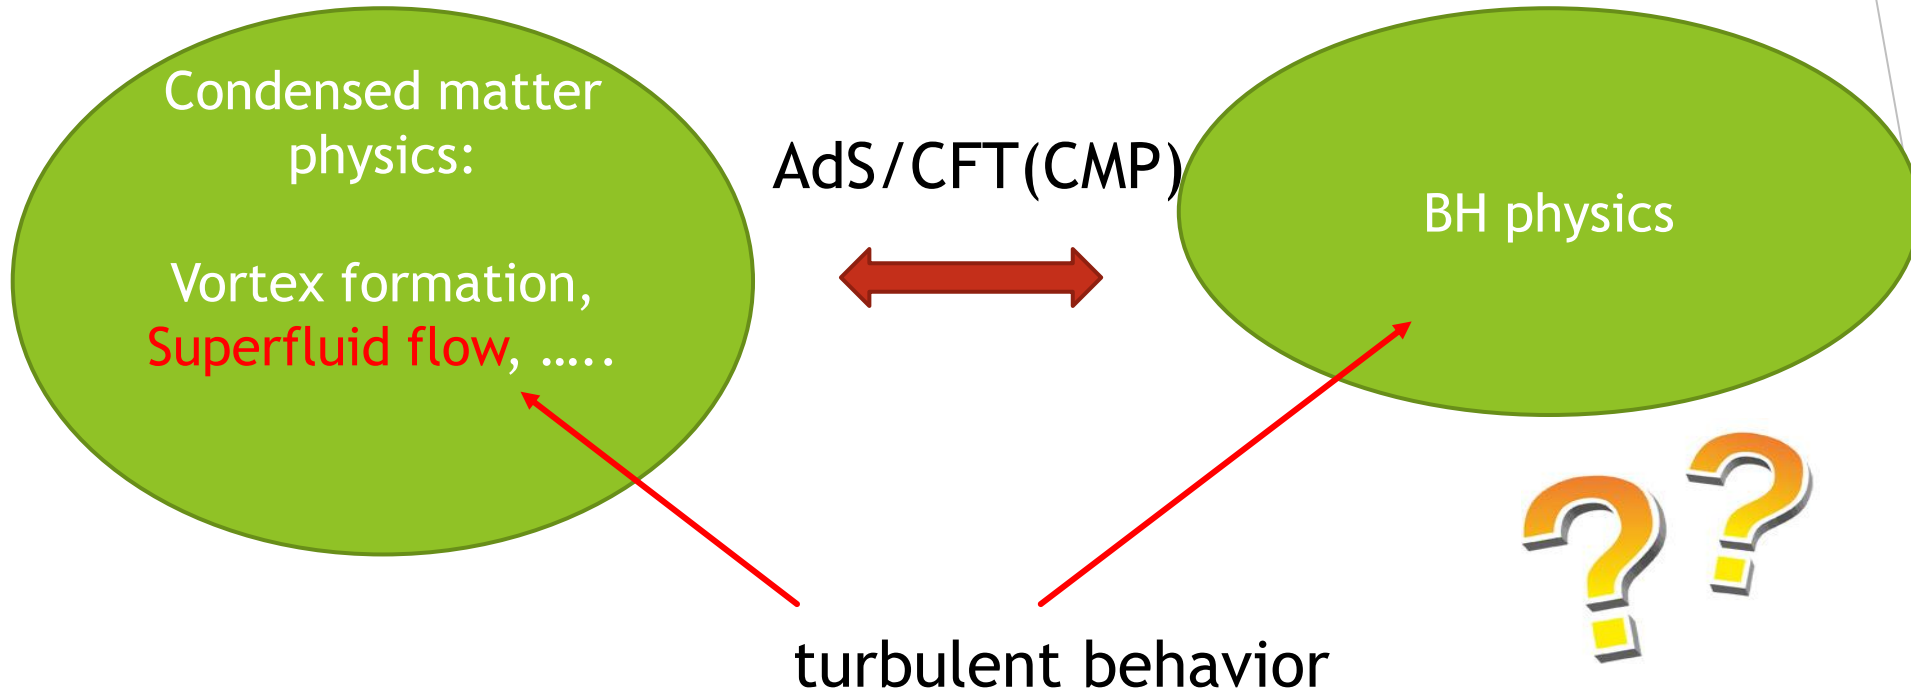 Condensed matter
physics:
Vortex formation,
Superfluid flow, …..
AdS/CFT(CMP)
BH physics
??
turbulent behavior